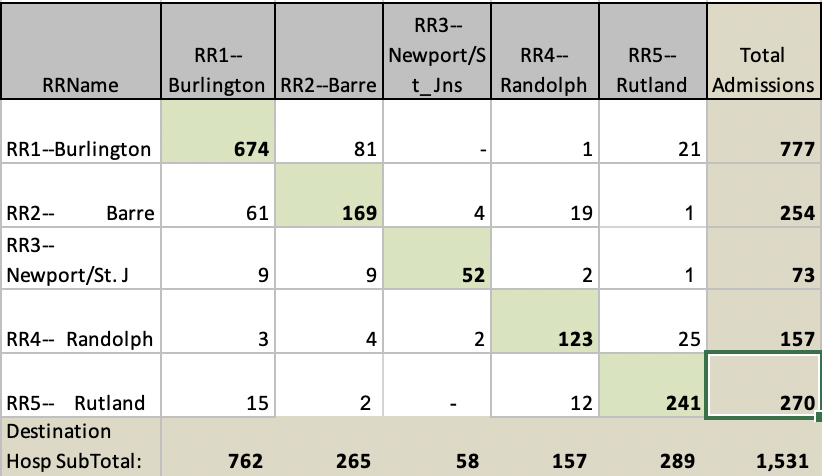 RRName RR1--Burlington RR2--Barre RR3--Newport/St_Jns RR4--Randolph RR5--Rutland Total Admissions
RR1--Burlington 674 81 - 1 21 777
RR2-- Barre 61 169 4 19 1 254
RR3--
Newport/St. J 9 9 52 2 1 73
RR4-- Randolph 3 4 2 123 25 157
RR5-- Rutland 15 2 - 12 241 270
Destination
Hosp SubTotal: 762 265 58 157 289 1,531